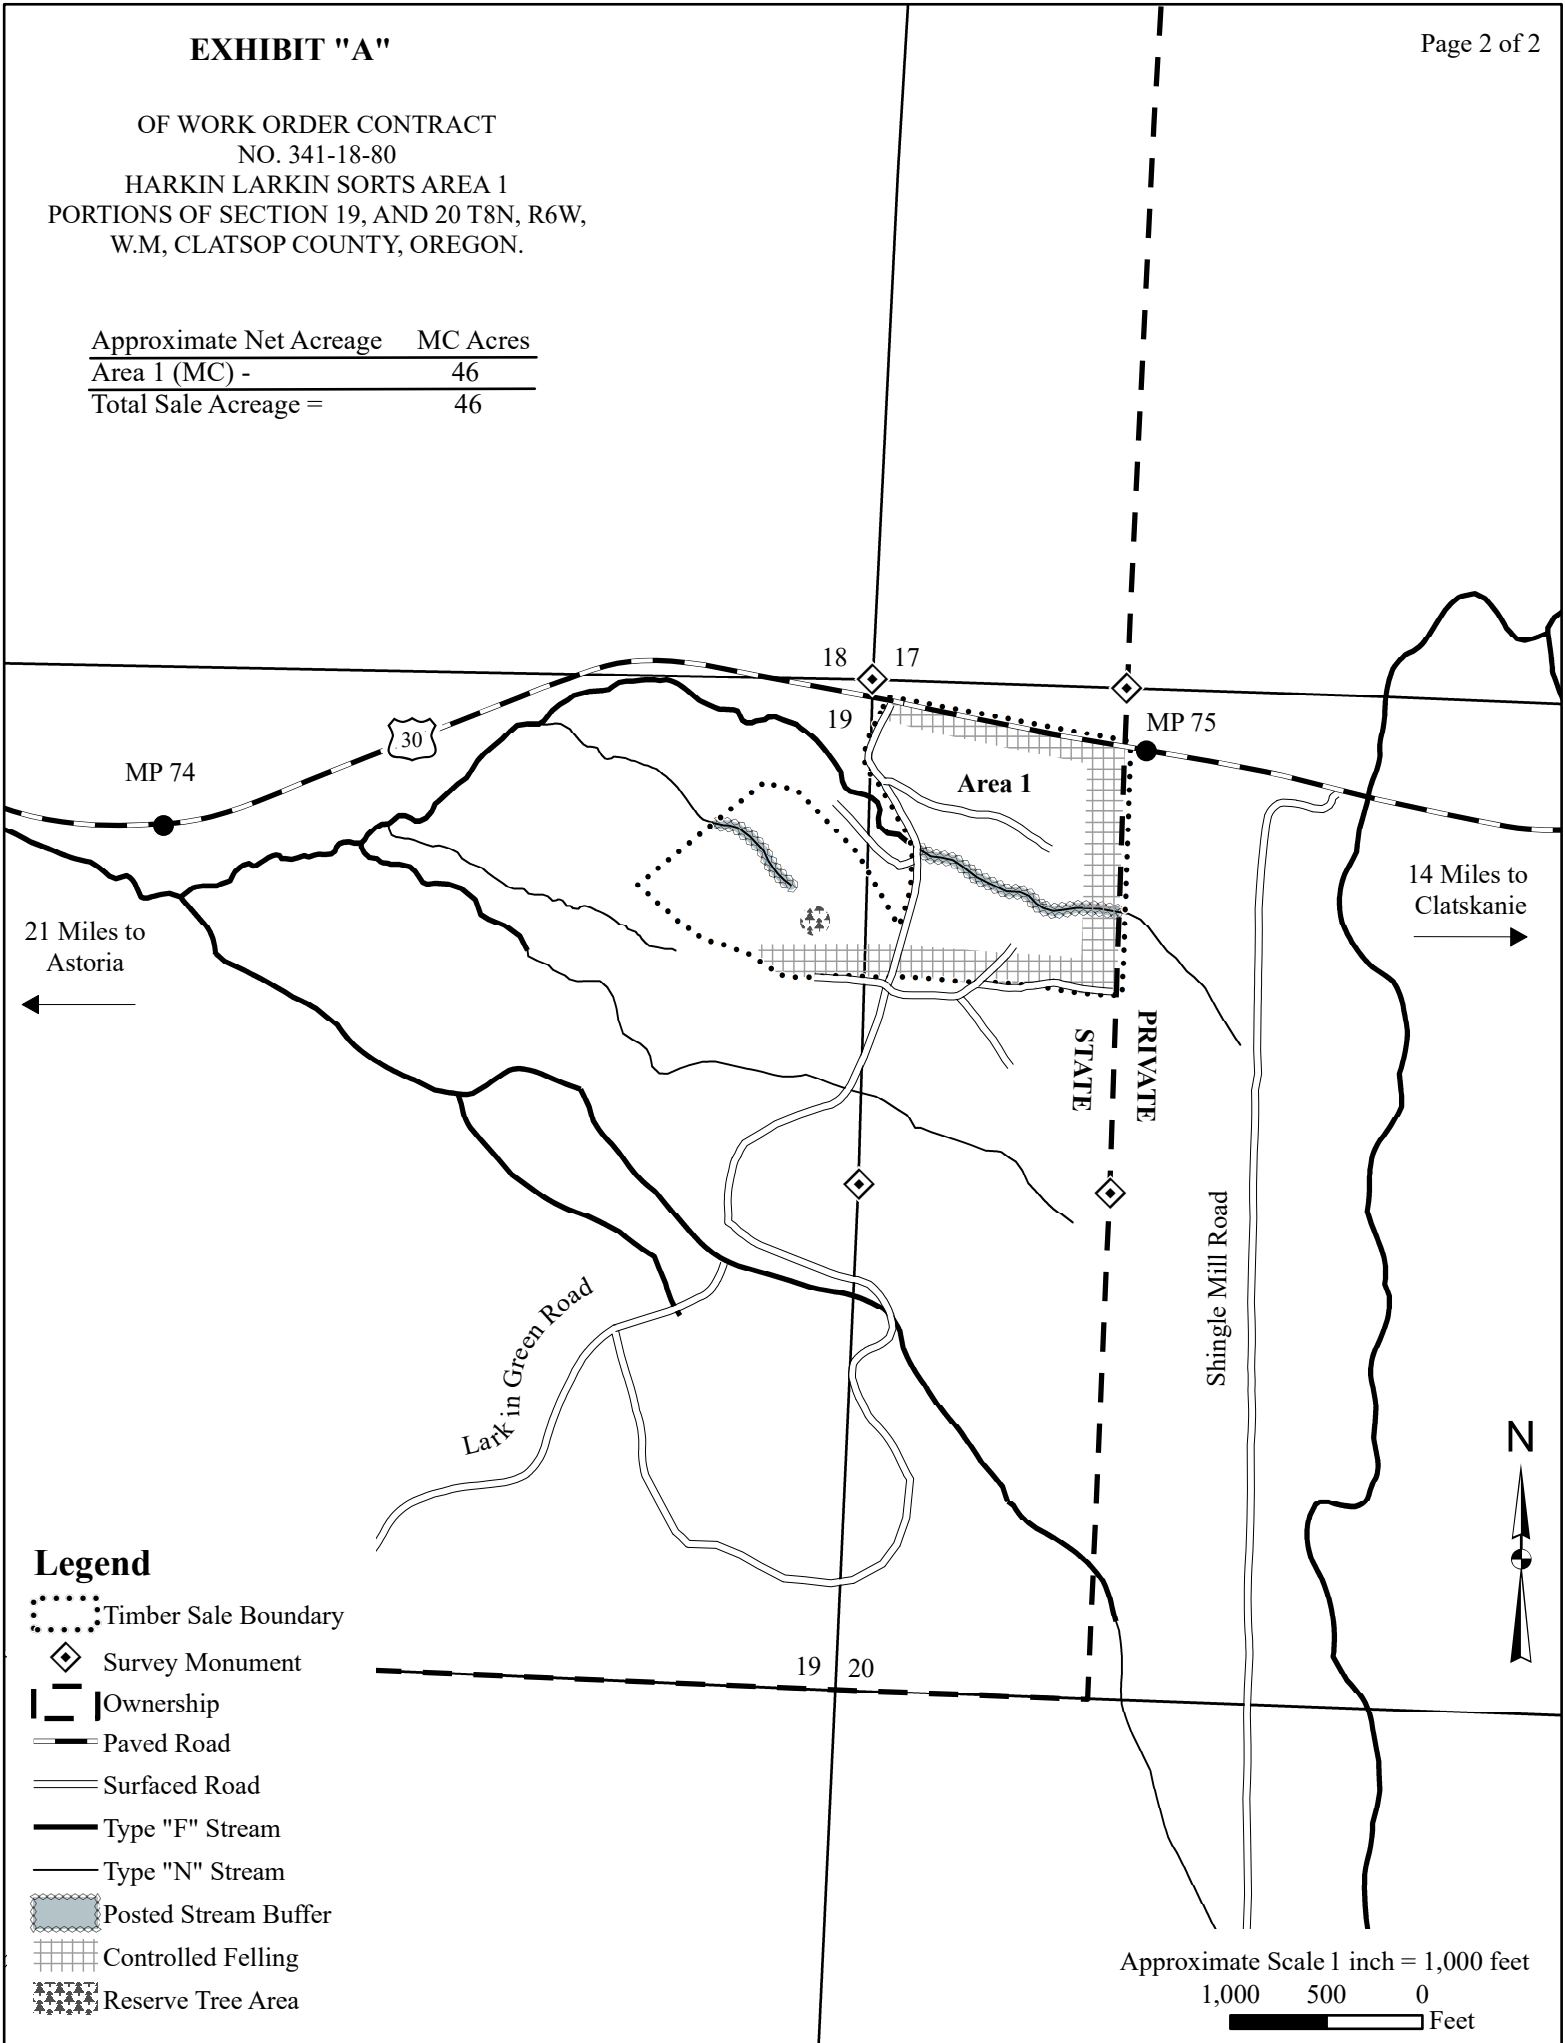 EXHIBIT "A"
Page 2 of 2
OF WORK ORDER CONTRACT
NO. 341-18-80
HARKIN LARKIN SORTS AREA 1
PORTIONS OF SECTION 19, AND 20 T8N, R6W,
W.M, CLATSOP COUNTY, OREGON.
Approximate Net Acreage MC Acres
Area 1 (MC) - 46
Total Sale Acreage = 46
18 17
19
MP 75
30
MP 74
Area 1
14 Miles to
Clatskanie
21 Miles to
Astoria
STATE
PRIVATE
Shingle Mill Road
Lark in Green Road
N
19 20
Legend
Timber Sale Boundary
Survey Monument
Ownership
Paved Road
Surfaced Road
Type "F" Stream
Type "N" Stream
Posted Stream Buffer
Controlled Felling
Reserve Tree Area
Approximate Scale 1 inch = 1,000 feet
1,000 500 0
Feet